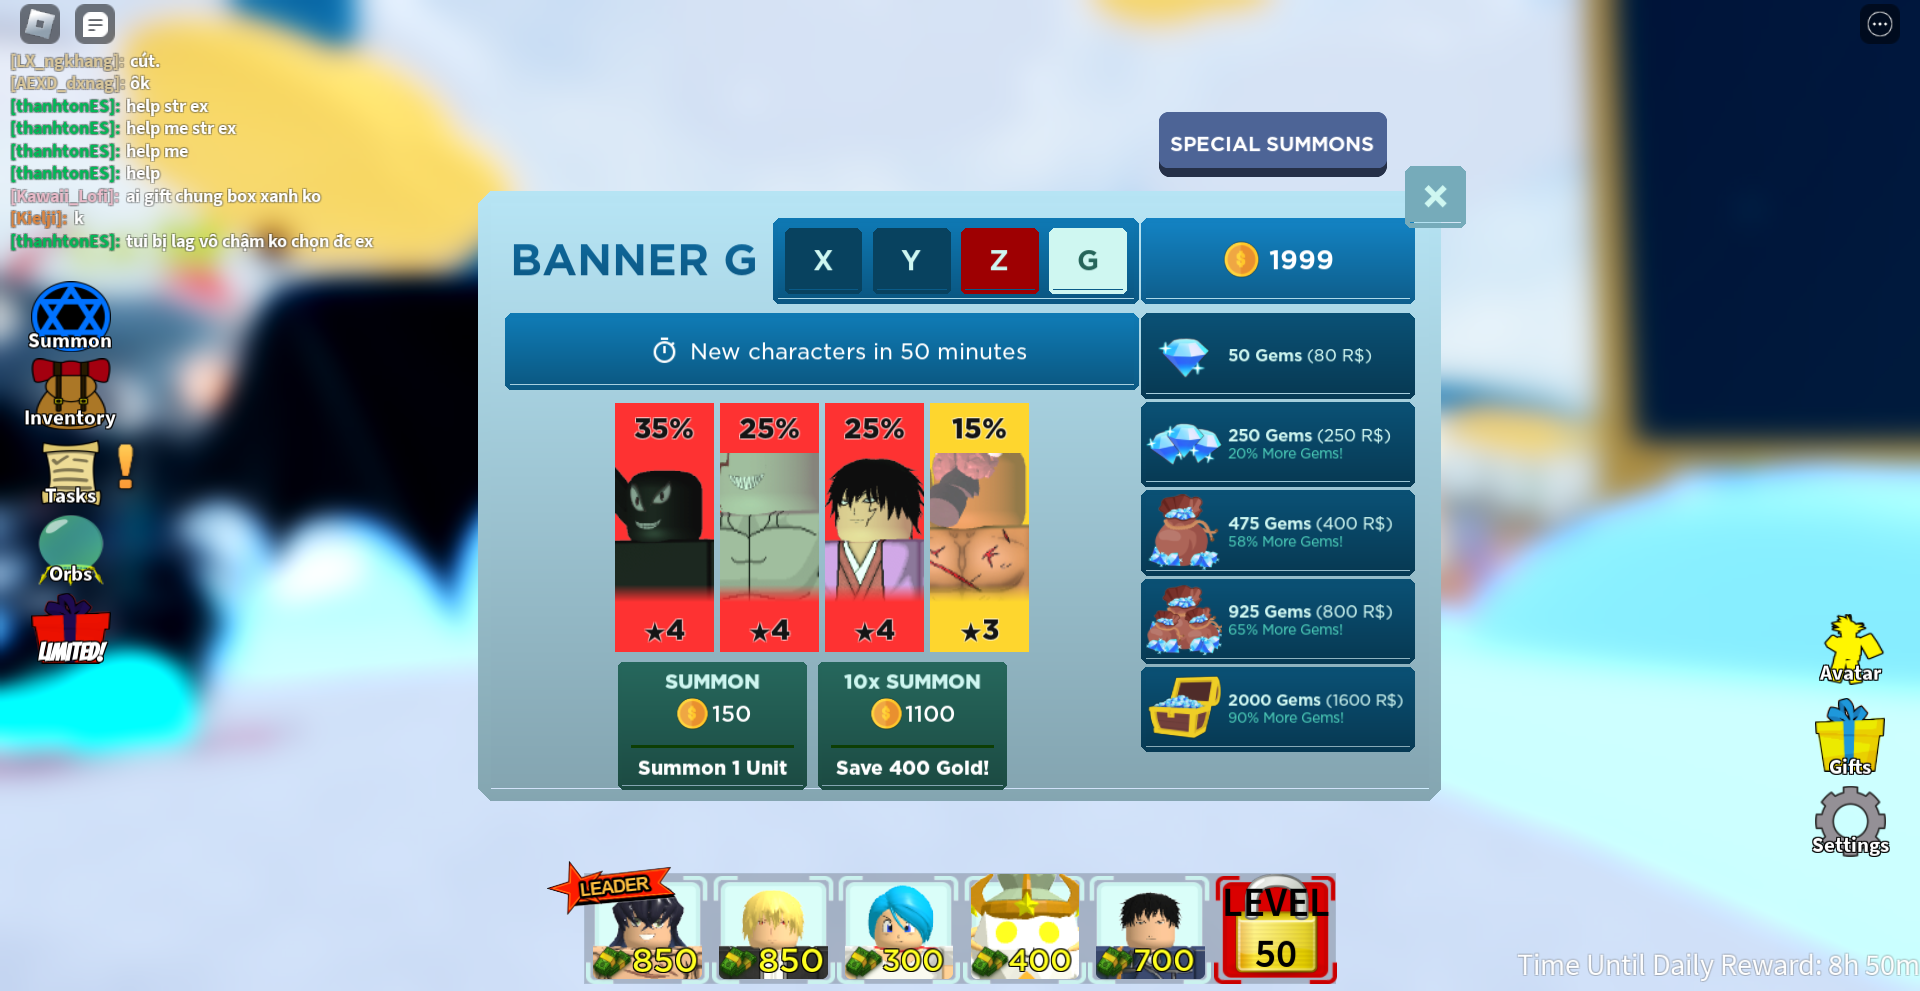 [LX_ngkhang]: cút.
[AEXD_dxnag]: ôk
[thanhtonES]: help str ex
[thanhtonES]: help me str ex
[thanhtonES]: help me
[thanhtonES]: help
[Kawaii_Lofi]: ai gift chung box xanh ko
[Kieiji]: k
[thanhtonES]: tui bị lag vô chậm ko chọn đc ex
SPECIAL SUMMONS
BANNER G
X Y Z G
1999
New characters in 50 minutes
35% 25% 25% 15%
★4 ★4 ★4 ★3
SUMMON
150
Summon 1 Unit
10x SUMMON
1100
Save 400 Gold!
50 Gems (80 R$)
250 Gems (250 R$)
20% More Gems!
475 Gems (400 R$)
58% More Gems!
925 Gems (800 R$)
65% More Gems!
2000 Gems (1600 R$)
90% More Gems!
Summon
Inventory
Tasks
Orbs
LIMITED!
Avatar
Gifts
Settings
LEADER
850 850 300 400 700
LEVEL
50
Time Until Daily Reward: 8h 50m